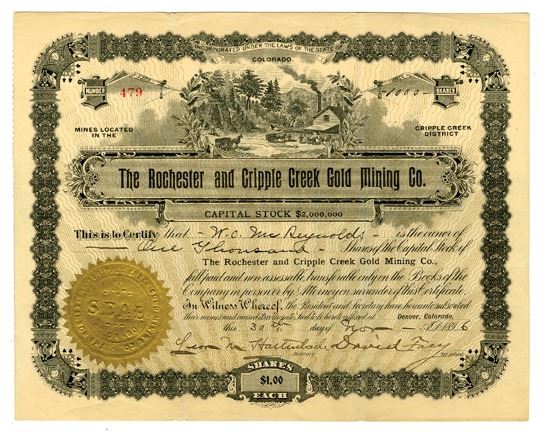 INCORPORATED UNDER THE LAWS OF THE STATE OF
COLORADO.
NUMBER
479
1000
SHARES
MINES LOCATED
IN THE
CRIPPLE CREEK
DISTRICT
The Rochester and Cripple Creek Gold Mining Co.
CAPITAL STOCK $2,000,000
This is to Certify that W.C. McReynolds is the owner of
One Thousand Shares of the Capital Stock of
The Rochester and Cripple Creek Gold Mining Co.,
full paid and non assessable, transferable only on the Books of the
Company in person or by Attorney on surrender of this Certificate.
In Witness Whereof, the President and Secretary have hereunto subscribed
their names and caused the corporate Seal to be hereto affixed at Denver, Colorado,
this 30th day of Nov A.D. 1896
David
SHARES
$1.00
EACH